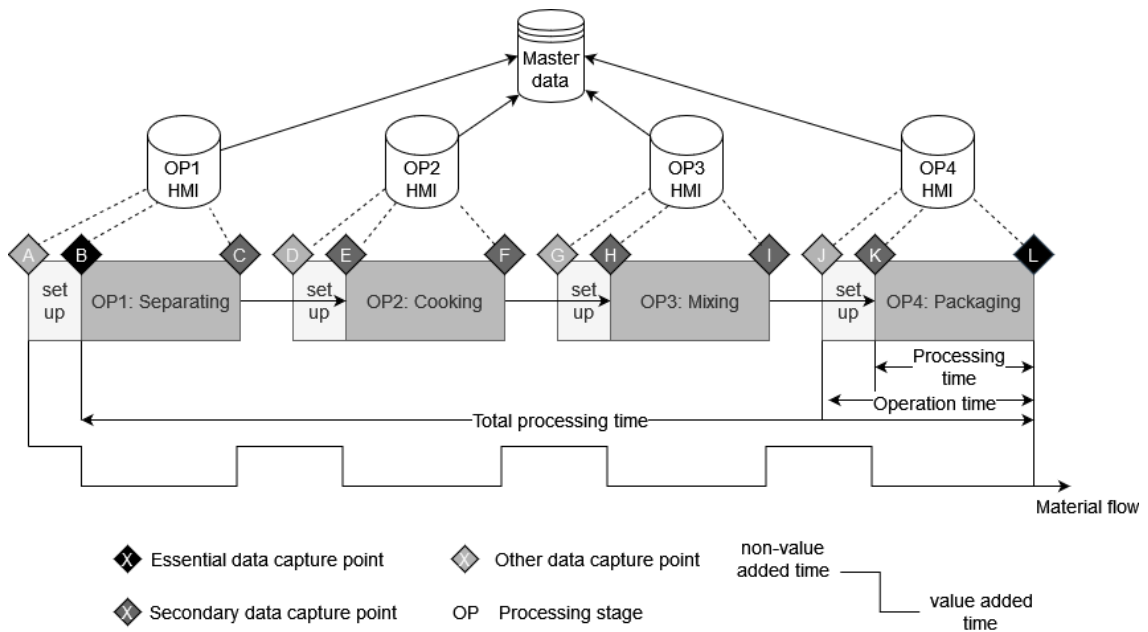 Master
data
OP1
HMI
OP2
HMI
OP3
HMI
OP4
HMI
A
B
C
D
E
F
G
H
I
J
K
L
set
up
OP1: Separating
set
up
OP2: Cooking
set
up
OP3: Mixing
set
up
OP4: Packaging
Processing
time
Operation time
Total processing time
Material flow
X Essential data capture point
X Other data capture point
X Secondary data capture point
OP Processing stage
non-value
added time
value added
time